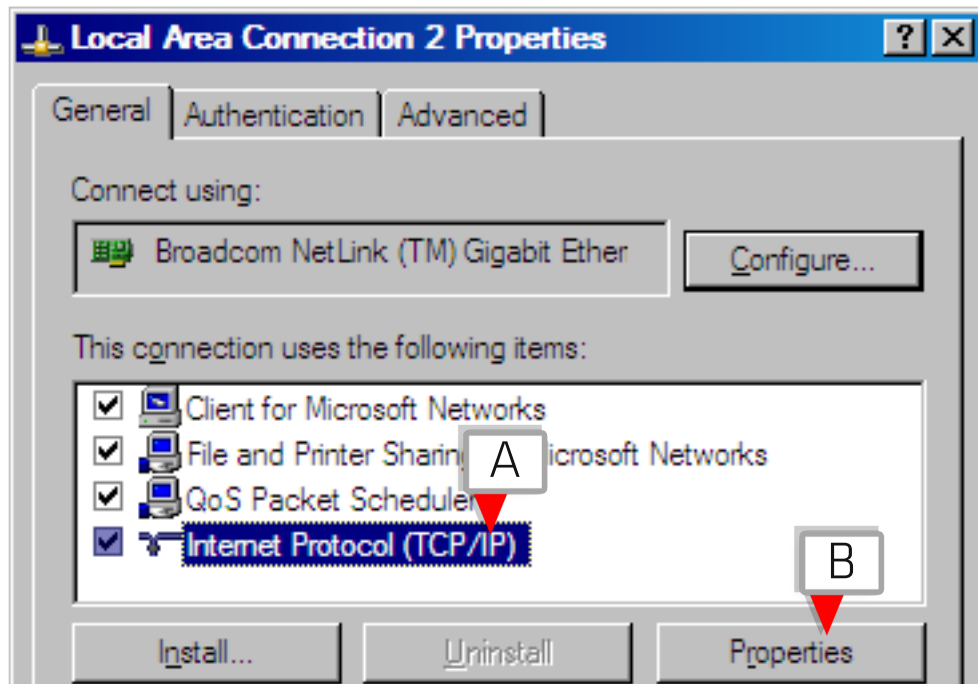 Local Area Connection 2 Properties
?
General Authentication Advanced
Connect using:
Broadcom NetLink (TM) Gigabit Ether
Configure...
This connection uses the following items:
Client for Microsoft Networks
File and Printer Sharing icrosoft Networks
A
QoS Packet Scheduler
Internet Protocol (TCP/IP)
B
Install... Uninstall Properties